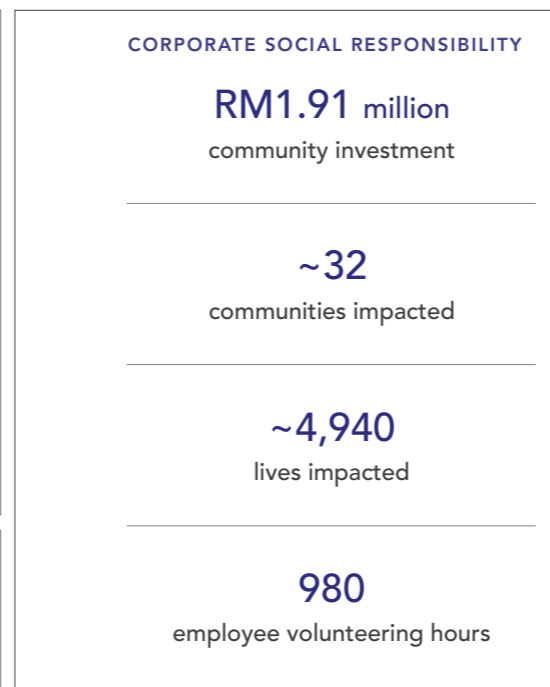 CORPORATE SOCIAL RESPONSIBILITY
RM1.91 million
community investment
~32
communities impacted
~4,940
lives impacted
980
employee volunteering hours